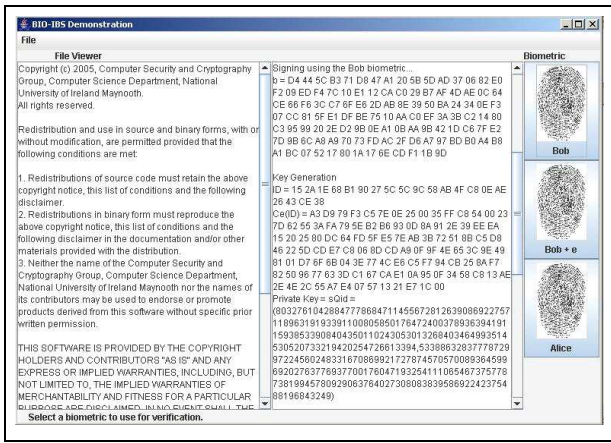 BIO-IBS Demonstration
File
File Viewer
Copyright (c) 2005, Computer Security and Cryptography
Group, Computer Science Department, National
University of Ireland Maynooth.
All rights reserved.
Redistribution and use in source and binary forms, with or
without modification, are permitted provided that the
following conditions are met:
1. Redistributions of source code must retain the above
copyright notice, this list of conditions and the following
disclaimer.
2. Redistributions in binary form must reproduce the
above copyright notice, this list of conditions and the
following disclaimer in the documentation and/or other
materials provided with the distribution.
3. Neither the name of the Computer Security and
Cryptography Group, Computer Science Department,
National University of Ireland Maynooth nor the names of
its contributors may be used to endorse or promote
products derived from this software without specific prior
written permission.
THIS SOFTWARE IS PROVIDED BY THE COPYRIGHT
HOLDERS AND CONTRIBUTORS "AS IS" AND ANY
EXPRESS OR IMPLIED WARRANTIES, INCLUDING, BUT
NOT LIMITED TO, THE IMPLIED WARRANTIES OF
MERCHANTABILITY AND FITNESS FOR A PARTICULAR
PURPOSE ARE DISCLAIMED. IN NO EVENT SHALL THE
Signing using the Bob biometric...
b = D4 44 5C B3 71 D8 47 A1 20 5B 5D AD 37 06 82 E0
F2 09 ED F4 7C 10 E1 12 CA C0 29 B7 AF 4D AE 0C 64
CE 66 F6 3C C7 6F E6 2D AB 8E 39 50 BA 24 34 0E F3
07 CC 81 5F E1 DF BE 75 10 AA C0 EF 3A 3B C2 14 80
C3 95 99 20 2E D2 9B 0E A1 0B AA 9B 42 1D C6 7F E2
7D 9B 6C A8 A9 70 73 FD AC 2F D6 A7 97 BD B0 A4 B8
A1 BC 07 52 17 80 1A 17 6E CD F1 1B 9D
Key Generation
ID = 15 2A 1E 68 B1 90 27 5C 5C 9C 58 AB 4F C8 0E AE
26 43 CE 38
Ce(ID) = A3 D9 79 F3 C5 7E 0E 25 00 35 FF C8 54 00 23
7D 62 55 3A FA 79 5E B2 B6 93 0D 8A 91 2E 39 EE EA
15 20 25 80 DC 64 FD 5F E5 7E AB 3B 72 51 8B C5 D8
46 22 5D CD E7 C8 06 8D CD A9 0F 9F 4E 65 3C 9E 49
81 01 D7 6F 6B 04 3E 77 4C E6 C5 F7 94 CB 25 8A F7
82 50 96 77 63 3D C1 67 CA E1 0A 95 0F 34 58 C8 13 AE
2E 4E 2C 55 A7 E4 07 57 13 21 E7 1C 00
Private Key = sQid =
Biometric
Bob
Bob + e
Alice
Select a biometric to use for verification.